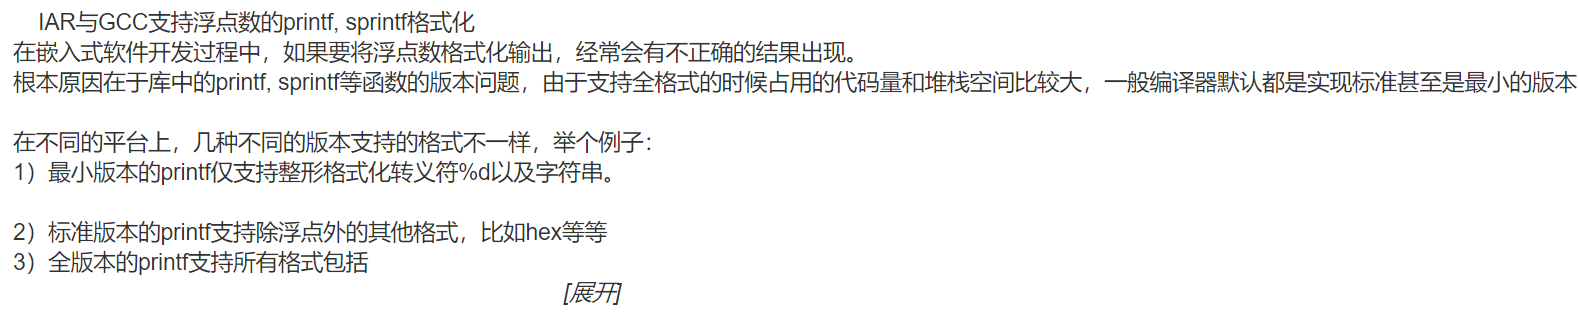 IAR与GCC支持浮点数的printf, sprintf格式化
在嵌入式软件开发过程中，如果要将浮点数格式化输出，经常会有不正确的结果出现。
根本原因在于库中的printf, sprintf等函数的版本问题，由于支持全格式的时候占用的代码量和堆栈空间比较大，一般编译器默认都是实现标准甚至是最小的版本
在不同的平台上，几种不同的版本支持的格式不一样，举个例子：
1）最小版本的printf仅支持整形格式化转义符%d以及字符串。
2）标准版本的printf支持除浮点外的其他格式，比如hex等等
3）全版本的printf支持所有格式包括
[展开]